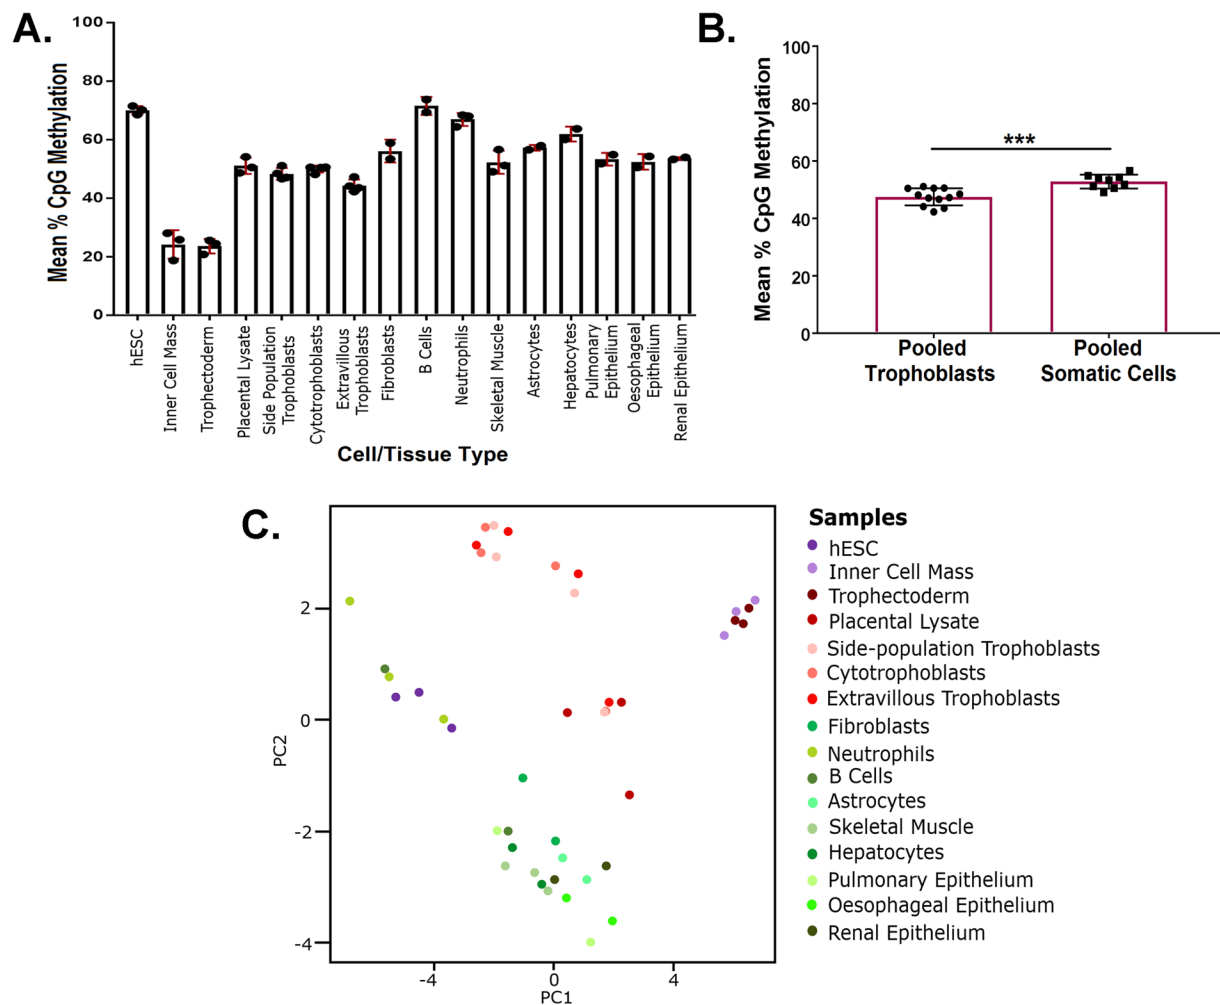 A.
Mean % CpG Methylation
100
80
60
40
20
0
hESC
Inner Cell Mass
Trophectoderm
Placental Lysate
Side Population
Trophoblasts
Cytotrophoblasts
Extravillous
Trophoblasts
Fibroblasts
B Cells
Neutrophils
Skeletal Muscle
Astrocytes
Hepatocytes
Pulmonary
Epithelium
Oesophageal
Epithelium
Renal Epithelium
Cell/Tissue Type
B.
Mean % CpG Methylation
100
80
60
40
20
0
***
Pooled
Trophoblasts
Pooled
Somatic Cells
C.
PC2
2
0
-2
-4
-4
0
4
PC1
Samples
hESC
Inner Cell Mass
Trophectoderm
Placental Lysate
Side-population Trophoblasts
Cytotrophoblasts
Extravillous Trophoblasts
Fibroblasts
Neutrophils
B Cells
Astrocytes
Skeletal Muscle
Hepatocytes
Pulmonary Epithelium
Oesophageal Epithelium
Renal Epithelium